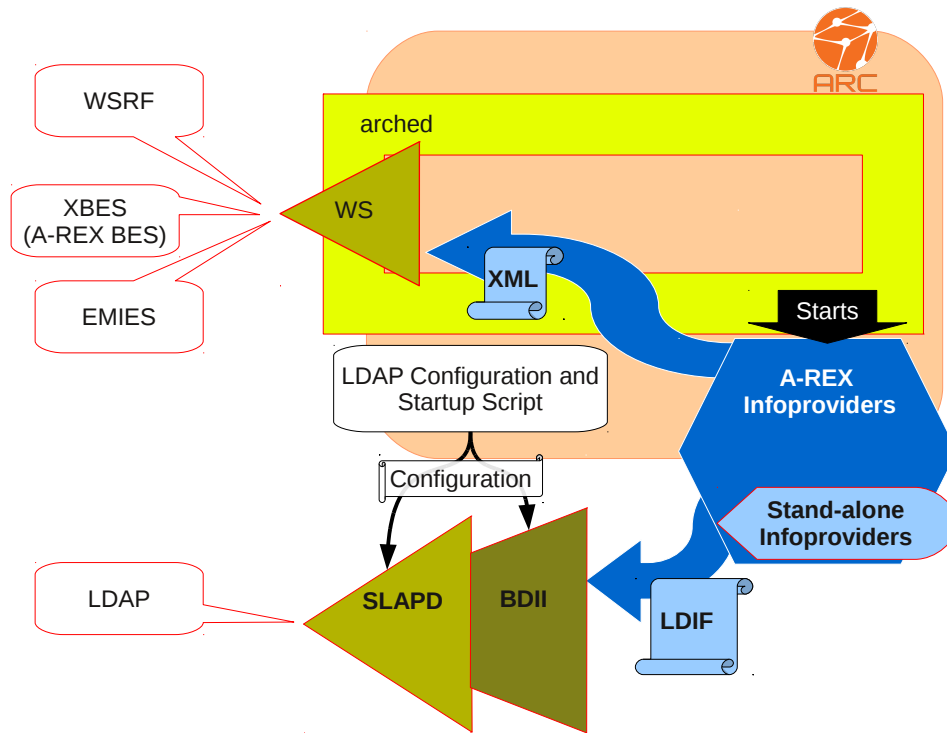 ARC
WSRF
arched
XBES
(A-REX BES)
WS
XML
EMIES
Starts
LDAP Configuration and
Startup Script
A-REX
Infoproviders
Configuration
Stand-alone
Infoproviders
LDAP
SLAPD
BDII
LDIF